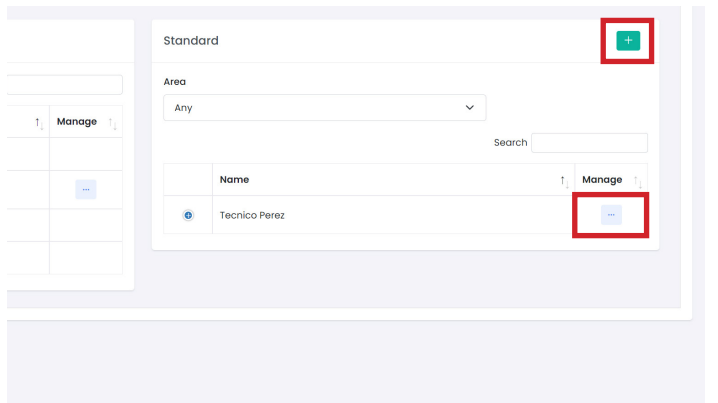 Standard
+
Area
Any
Search
Manage
Name
Manage
...
Tecnico Perez
...